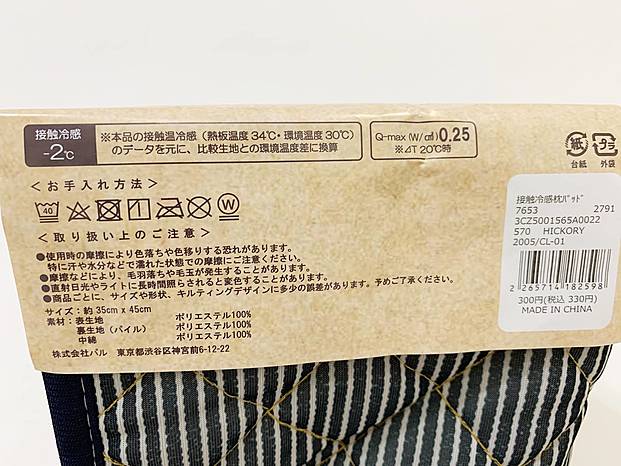 接触冷感
-2℃
※本品の接触温冷感(熱板温度34℃・環境温度30℃)
のデータを元に、比較生地との環境温度差に換算
Q-max(W/㎠)0.25
※⊿T 20℃時
紙
台紙
プラ
外袋
<お手入れ方法>
40
W
<取り扱い上のご注意>
●使用時の摩擦により色落ちや色移りする恐れがあります。
特に汗や水分などで濡れた状態での摩擦にご注意ください。
●摩擦などにより、毛羽落ちや毛玉が発生することがあります。
●直射日光やライトに長時間照られると変色することがあります。
●商品ごとに、サイズや形状、キルティングデザインに多少の誤差があります。予めご了承ください。
サイズ:約35cm x 45cm
素材:表生地 ポリエステル100%
裏生地(パイル) ポリエステル100%
中綿 ポリエステル100%
株式会社パル 東京都渋谷区神宮前6-12-22
接触冷感枕パッド
7653 2791
3CZ5001565A0022
570 HICKORY
2005/CL-01
2265714182598
300円(税込 330円)
MADE IN CHINA